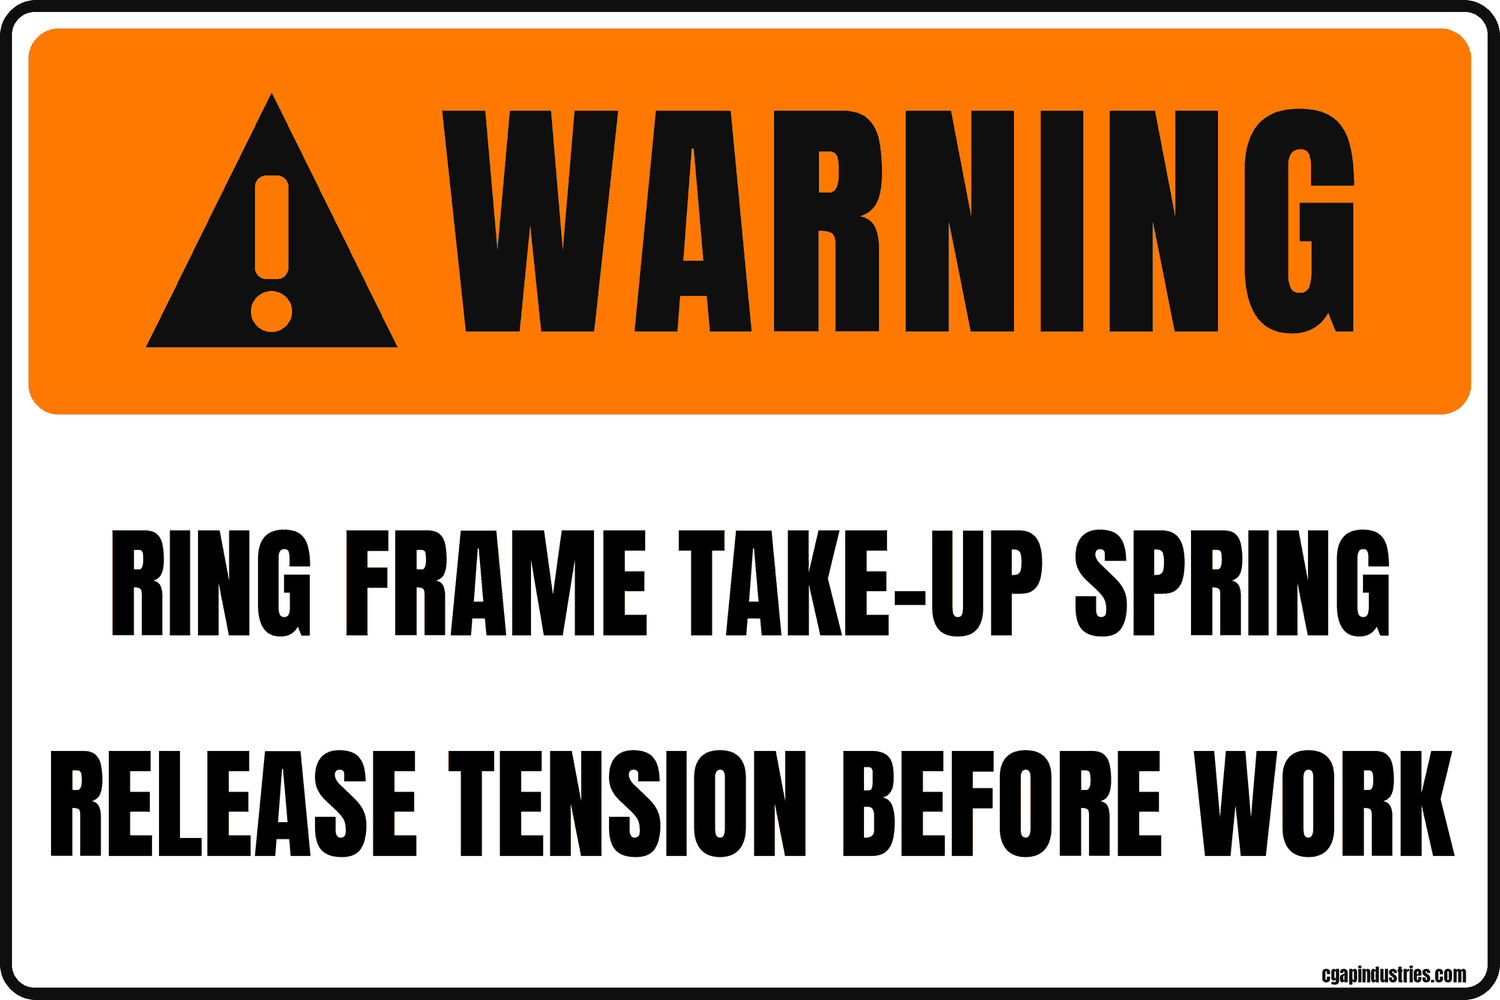 WARNING
RING FRAME TAKE-UP SPRING
RELEASE TENSION BEFORE WORK
cgapindustries.com